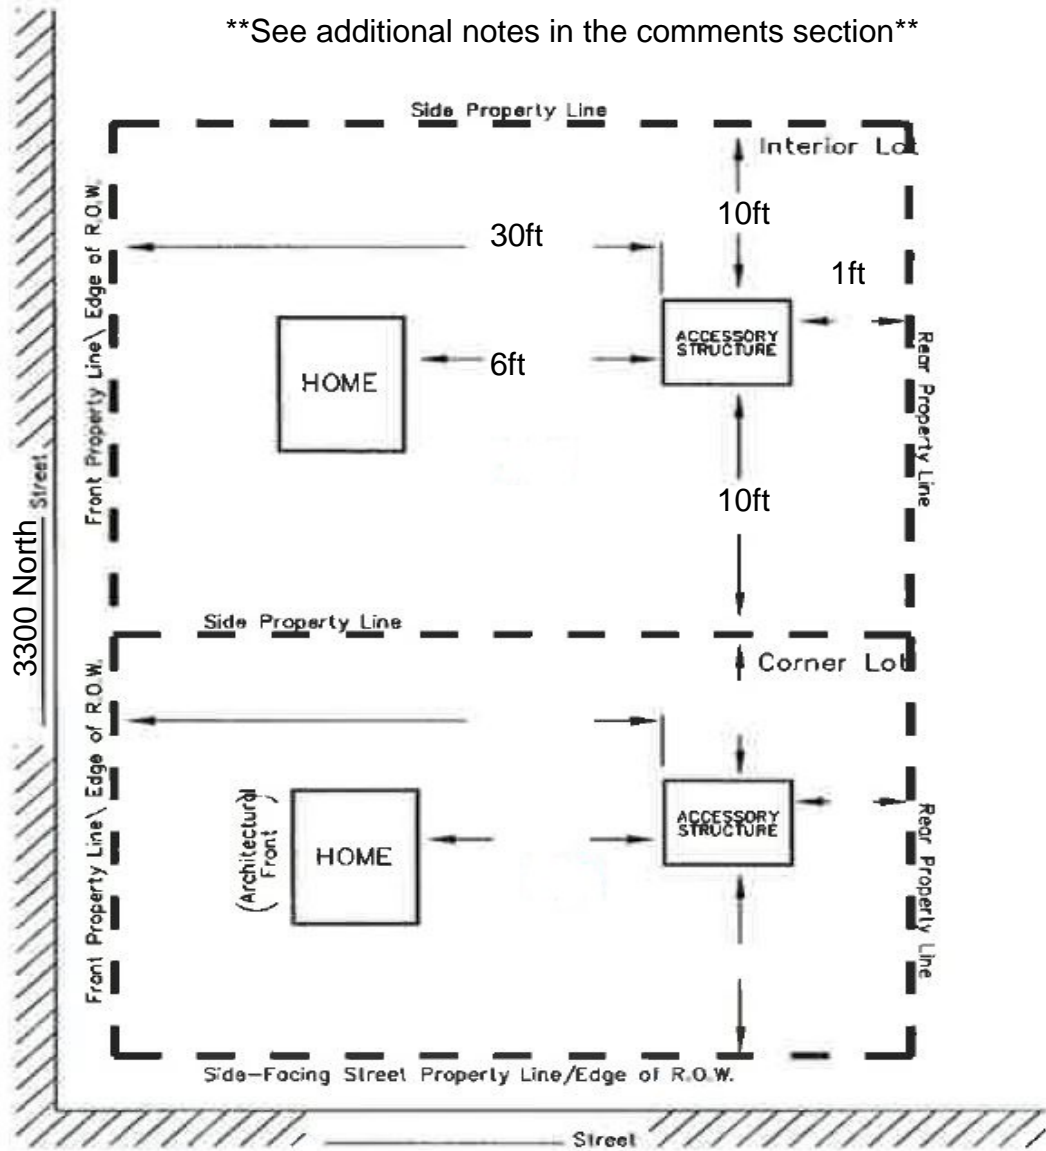 **See additional notes in the comments section**
Side Property Line
Interior Lot
Front Property Line\ Edge of R.O.W.
30ft
10ft
1ft
HOME
6ft
ACCESSORY
STRUCTURE
Rear Property Line
10ft
3300 North Street
Side Property Line
Corner Lot
Front Property Line\ Edge of R.O.W.
(Architectural
Front)
HOME
ACCESSORY
STRUCTURE
Rear Property Line
Side-Facing Street Property Line/Edge of R.O.W.
Street